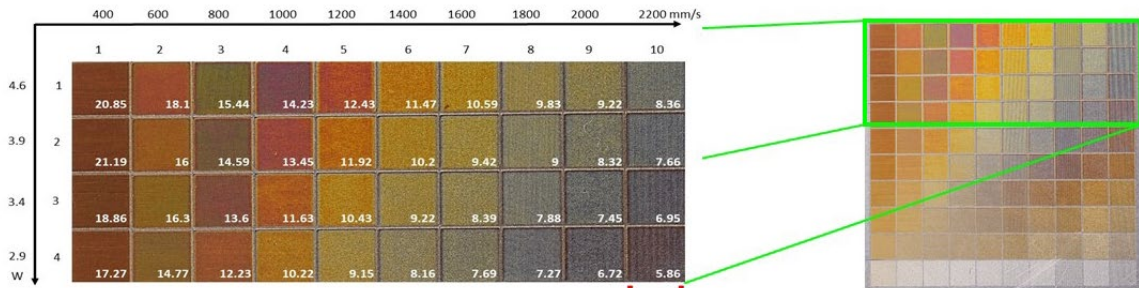 400 600 800 1000 1200 1400 1600 1800 2000 2200 mm/s
1 2 3 4 5 6 7 8 9 10
4.6 1 20.85 18.1 15.44 14.23 12.43 11.47 10.59 9.83 9.22 8.36
3.9 2 21.19 16 14.59 13.45 11.92 10.2 9.42 9 8.32 7.66
3.4 3 18.86 16.3 13.6 11.63 10.43 9.22 8.39 7.88 7.45 6.95
2.9 4 17.27 14.77 12.23 10.22 9.15 8.16 7.69 7.27 6.72 5.86
W